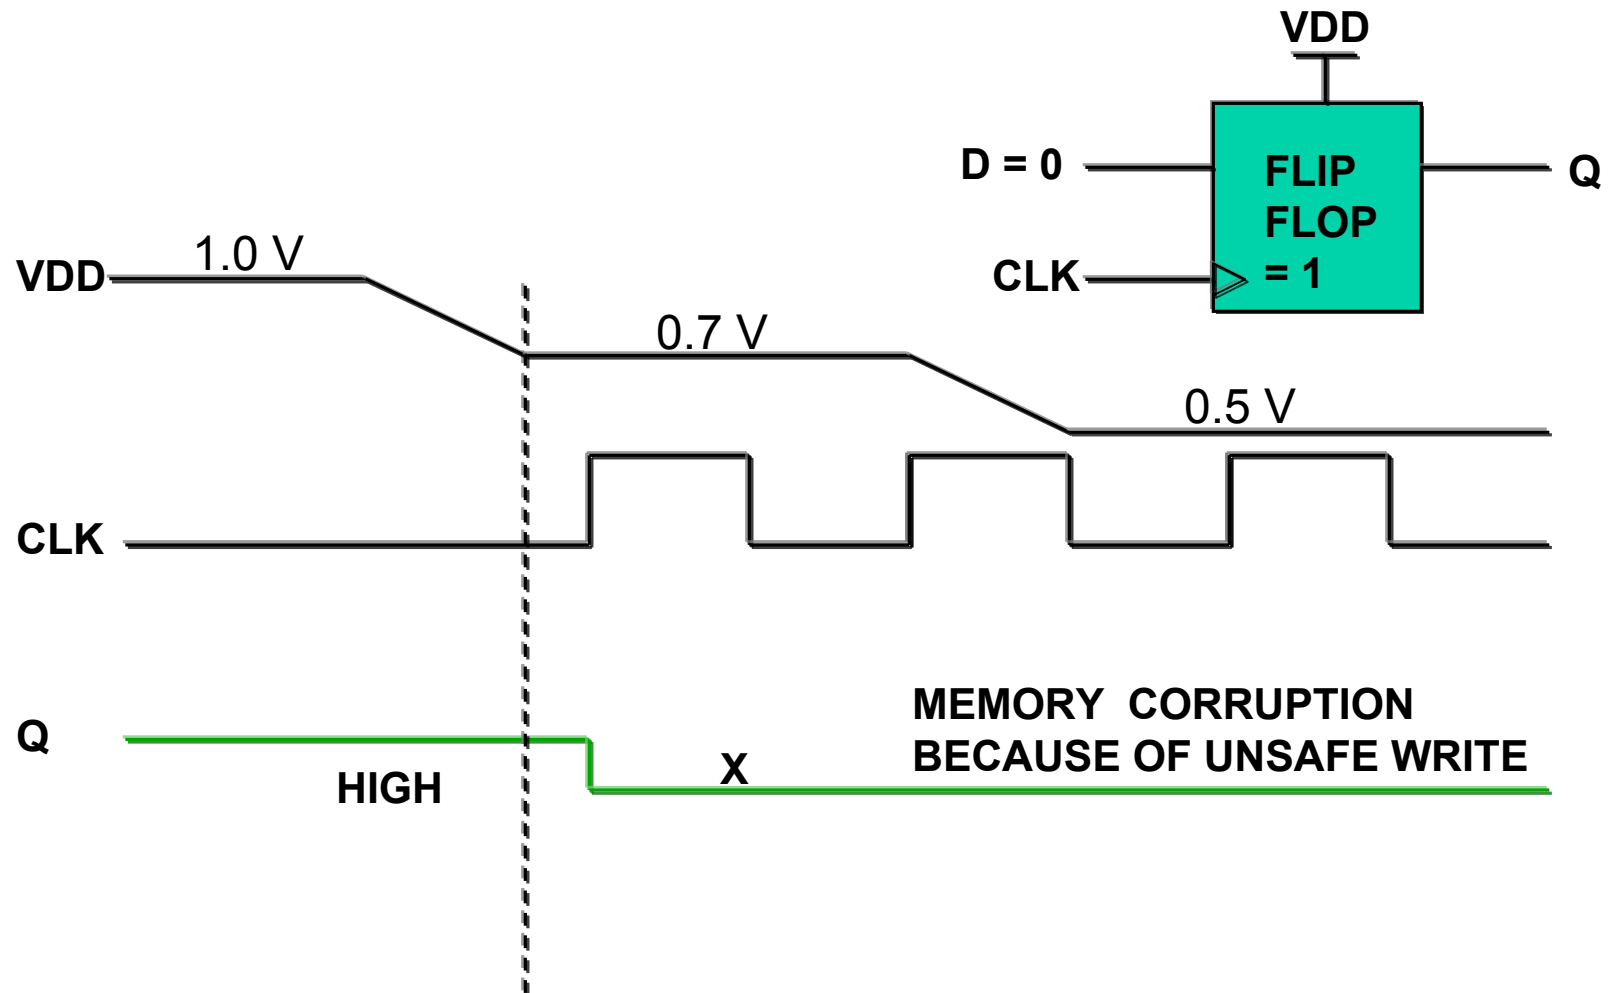 VDD
D = 0
FLIP
FLOP
= 1
Q
CLK
VDD
1.0 V
0.7 V
0.5 V
CLK
Q
HIGH
X
MEMORY CORRUPTION
BECAUSE OF UNSAFE WRITE